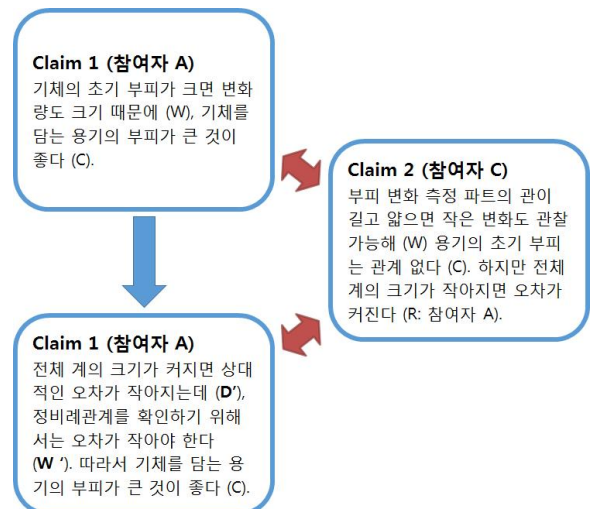 Claim 1 (참여자 A)
기체의 초기 부피가 크면 변화
량도 크기 때문에 (W), 기체를
담는 용기의 부피가 큰 것이
좋다 (C).
Claim 2 (참여자 C)
부피 변화 측정 파트의 관이
길고 얇으면 작은 변화도 관찰
가능해 (W) 용기의 초기 부피
는 관계 없다 (C). 하지만 전체
계의 크기가 작아지면 오차가
커진다 (R: 참여자 A).
Claim 1 (참여자 A)
전체 계의 크기가 커지면 상대
적인 오차가 작아지는데 (D’),
정비례관계를 확인하기 위해
서는 오차가 작아야 한다
(W ‘). 따라서 기체를 담는 용
기의 부피가 큰 것이 좋다 (C).